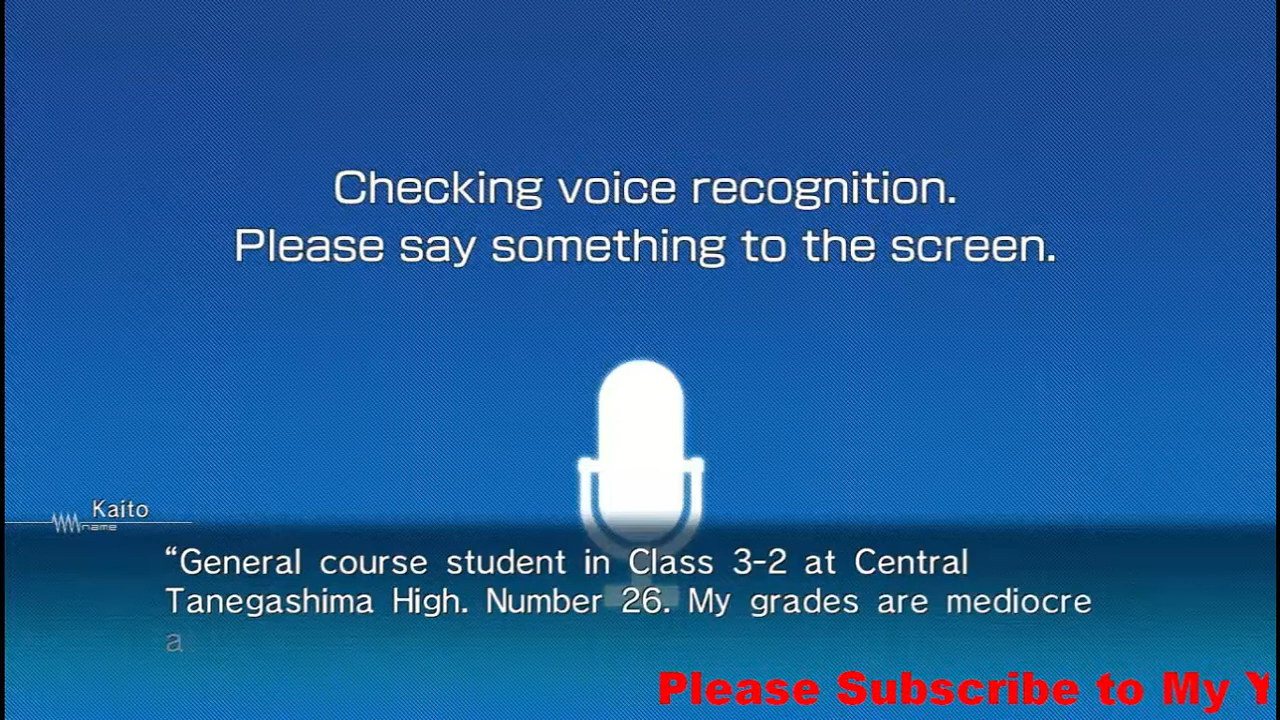 Checking voice recognition.
Please say something to the screen.
Kaito
name
“General course student in Class 3-2 at Central
Tanegashima High. Number 26. My grades are mediocre
a
Please Subscribe to My Y